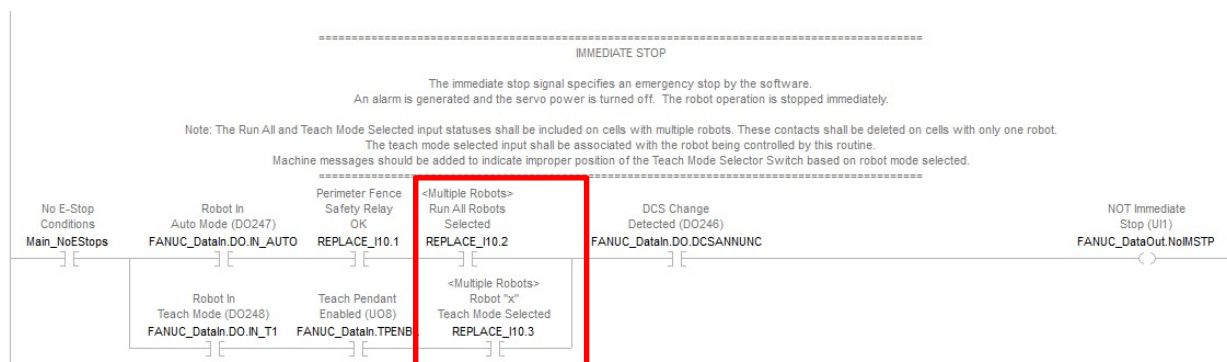 ================================================================================
IMMEDIATE STOP
The immediate stop signal specifies an emergency stop by the software.
An alarm is generated and the servo power is turned off. The robot operation is stopped immediately.
Note: The Run All and Teach Mode Selected input statuses shall be included on cells with multiple robots. These contacts shall be deleted on cells with only one robot.
The teach mode selected input shall be associated with the robot being controlled by this routine.
Machine messages should be added to indicate improper position of the Teach Mode Selector Switch based on robot mode selected.
================================================================================
No E-Stop
Conditions
Main_NoEStops
Robot In
Auto Mode (DO247)
FANUC_DataIn.DO.IN_AUTO
Perimeter Fence
Safety Relay
OK
REPLACE_I10.1
<Multiple Robots>
Run All Robots
Selected
REPLACE_I10.2
DCS Change
Detected (DO246)
FANUC_DataIn.DO.DCSANNUNC
NOT Immediate
Stop (UI1)
FANUC_DataOut.NoIMSTP
Robot In
Teach Mode (DO248)
FANUC_DataIn.DO.IN_T1
Teach Pendant
Enabled (UO8)
FANUC_DataIn.TPENB
<Multiple Robots>
Robot "x"
Teach Mode Selected
REPLACE_I10.3